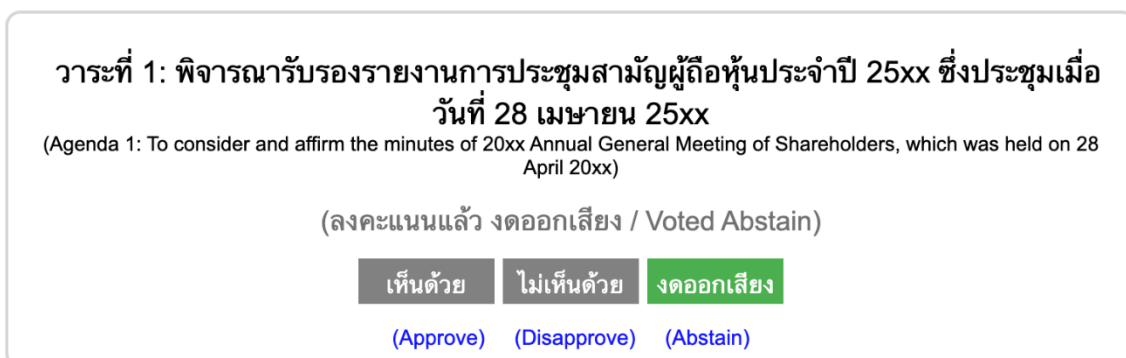 วาระที่ 1: พิจารณารับรองรายงานการประชุมสามัญผู้ถือหุ้นประจำปี 25xx ซึ่งประชุมเมื่อ
วันที่ 28 เมษายน 25xx
(Agenda 1: To consider and affirm the minutes of 20xx Annual General Meeting of Shareholders, which was held on 28
April 20xx)
(ลงคะแนนแล้ว งดออกเสียง / Voted Abstain)
เห็นด้วย ไม่เห็นด้วย งดออกเสียง
(Approve) (Disapprove) (Abstain)